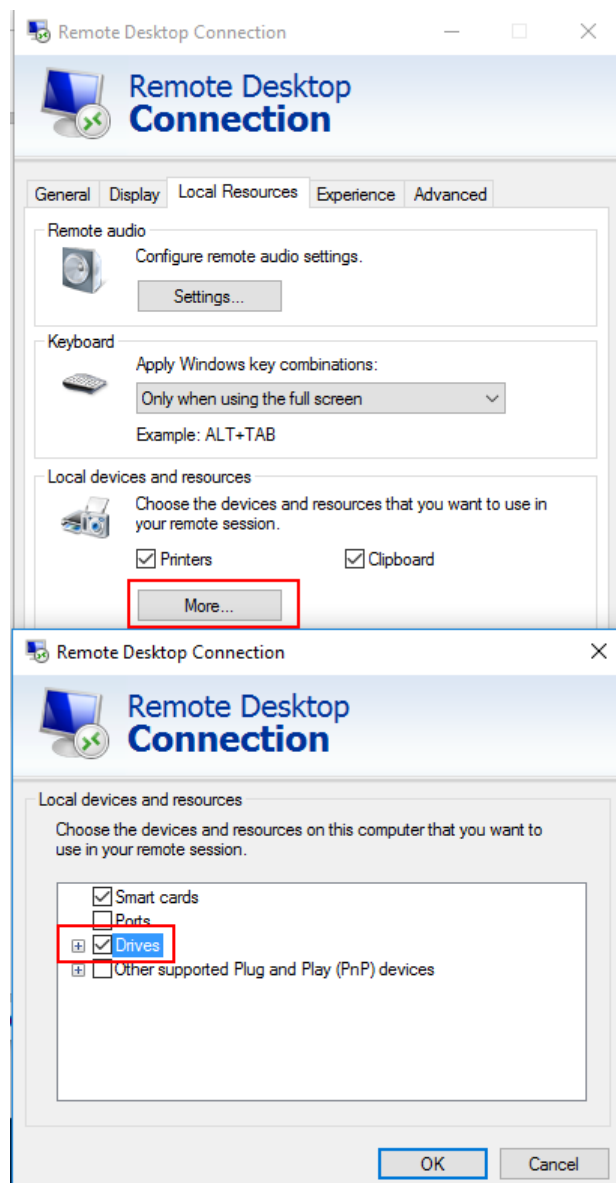 Remote Desktop Connection
Remote Desktop
Connection
General Display Local Resources Experience Advanced
Remote audio
Configure remote audio settings.
Settings...
Keyboard
Apply Windows key combinations:
Only when using the full screen
Example: ALT+TAB
Local devices and resources
Choose the devices and resources that you want to use in
your remote session.
Printers Clipboard
More...
Remote Desktop Connection
Remote Desktop
Connection
Local devices and resources
Choose the devices and resources on this computer that you want to
use in your remote session.
Smart cards
Ports
Drives
Other supported Plug and Play (PnP) devices
OK Cancel